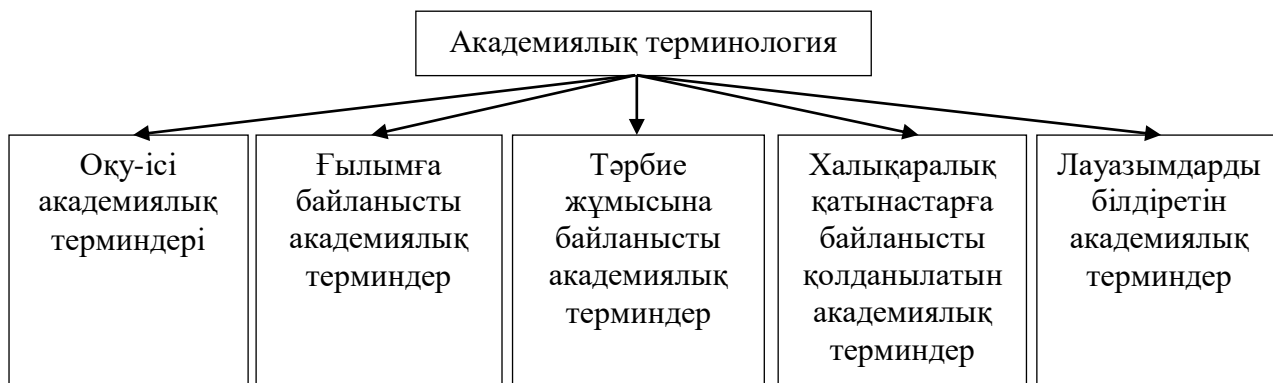 Академиялық терминология
Оқу-ісі
академиялық
терминдері
Ғылымға
байланысты
академиялық
терминдер
Тәрбие
жұмысына
байланысты
академиялық
терминдер
Халықаралық
қатынастарға
байланысты
қолданылатын
академиялық
терминдер
Лауазымдарды
білдіретін
академиялық
терминдер